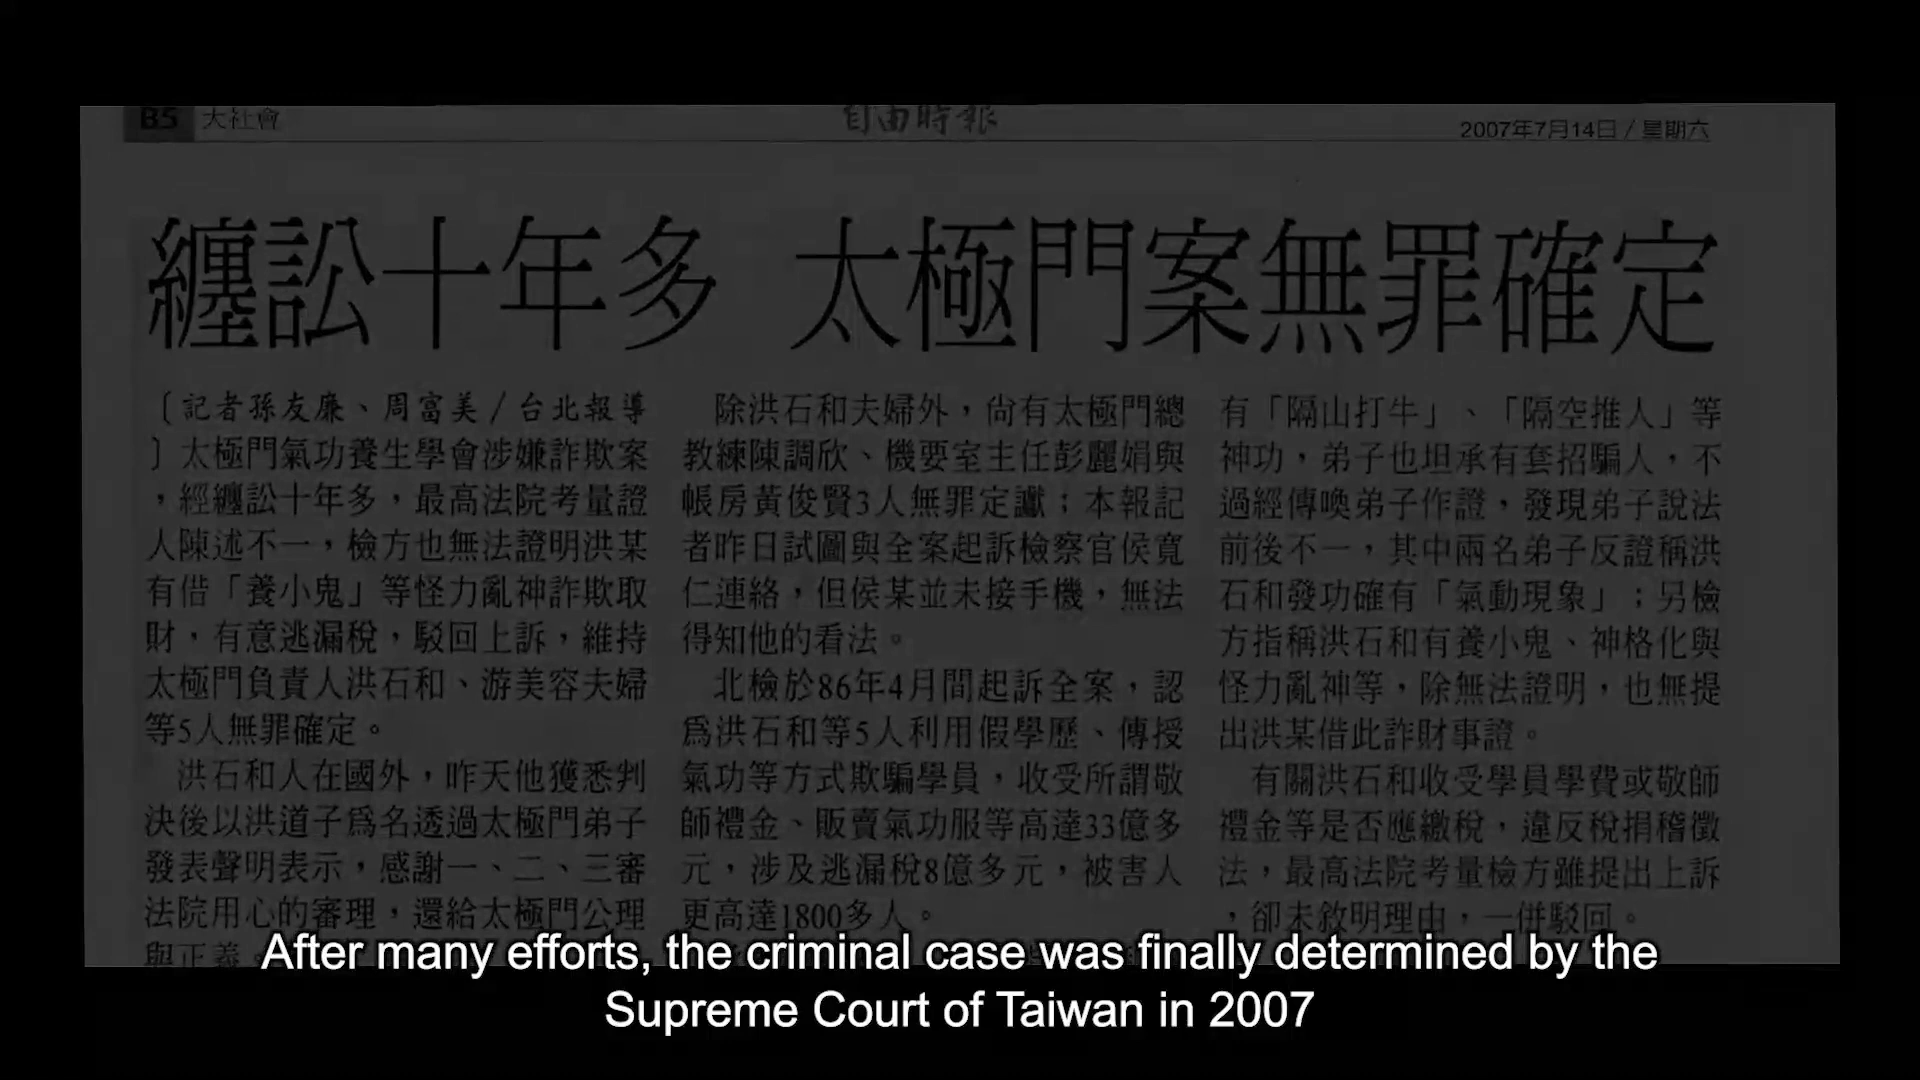 B5 大社會
自由時報
2007年7月14日/星期六
纏訟十年多 太極門案無罪確定
〔記者孫友廉、周富美/台北報導
〕太極門氣功養生學會涉嫌詐欺案
，經纏訟十年多，最高法院考量證
人陳述不一，檢方也無法證明洪某
有借「養小鬼」等怪力亂神詐欺取
財，有意逃漏稅，駁回上訴，維持
太極門負責人洪石和、游美容夫婦
等5人無罪確定。
洪石和人在國外，昨天他獲悉判
決後以洪道子爲名透過太極門弟子
發表聲明表示，感謝一、二、三審
法院用心的審理，還給太極門公理
與正義。
除洪石和夫婦外，尙有太極門總
教練陳調欣、機要室主任彭麗娟與
帳房黃俊賢3人無罪定讞；本報記
者昨日試圖與全案起訴檢察官侯寬
仁連絡，但侯某並未接手機，無法
得知他的看法。
北檢於86年4月間起訴全案，認
爲洪石和等5人利用假學歷、傳授
氣功等方式欺騙學員，收受所謂敬
師禮金、販賣氣功服等高達33億多
元，涉及逃漏稅8億多元，被害人
更高達1800多人。
有「隔山打牛」、「隔空推人」等
神功，弟子也坦承有套招騙人，不
過經傳喚弟子作證，發現弟子說法
前後不一，其中兩名弟子反證稱洪
石和發功確有「氣動現象」；另檢
方指稱洪石和有養小鬼、神格化與
怪力亂神等，除無法證明，也無提
出洪某借此詐財事證。
有關洪石和收受學員學費或敬師
禮金等是否應繳稅，違反稅捐稽徵
法，最高法院考量檢方雖提出上訴
，卻未敘明理由，一併駁回。
After many efforts, the criminal case was finally determined by the
Supreme Court of Taiwan in 2007